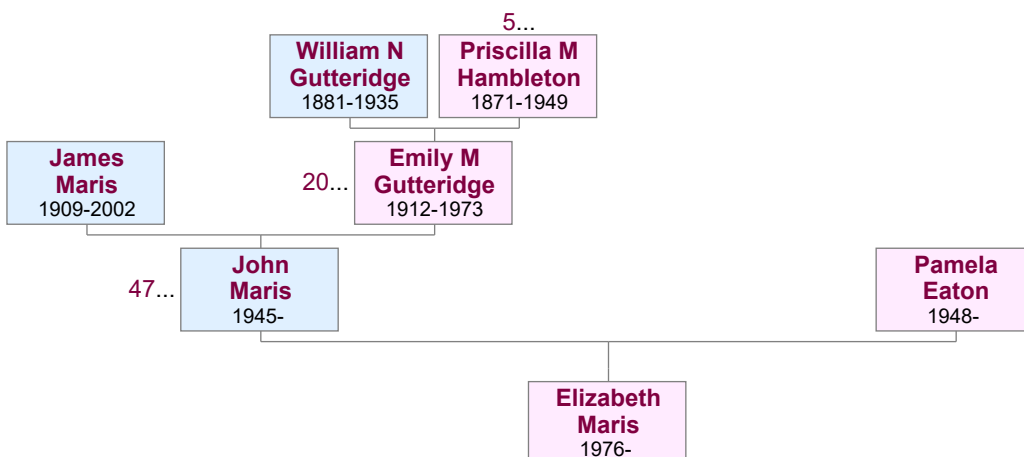 5...
William N
Gutteridge
1881-1935
Priscilla M
Hambleton
1871-1949
James
Maris
1909-2002
20...
Emily M
Gutteridge
1912-1973
47...
John
Maris
1945-
Pamela
Eaton
1948-
Elizabeth
Maris
1976-